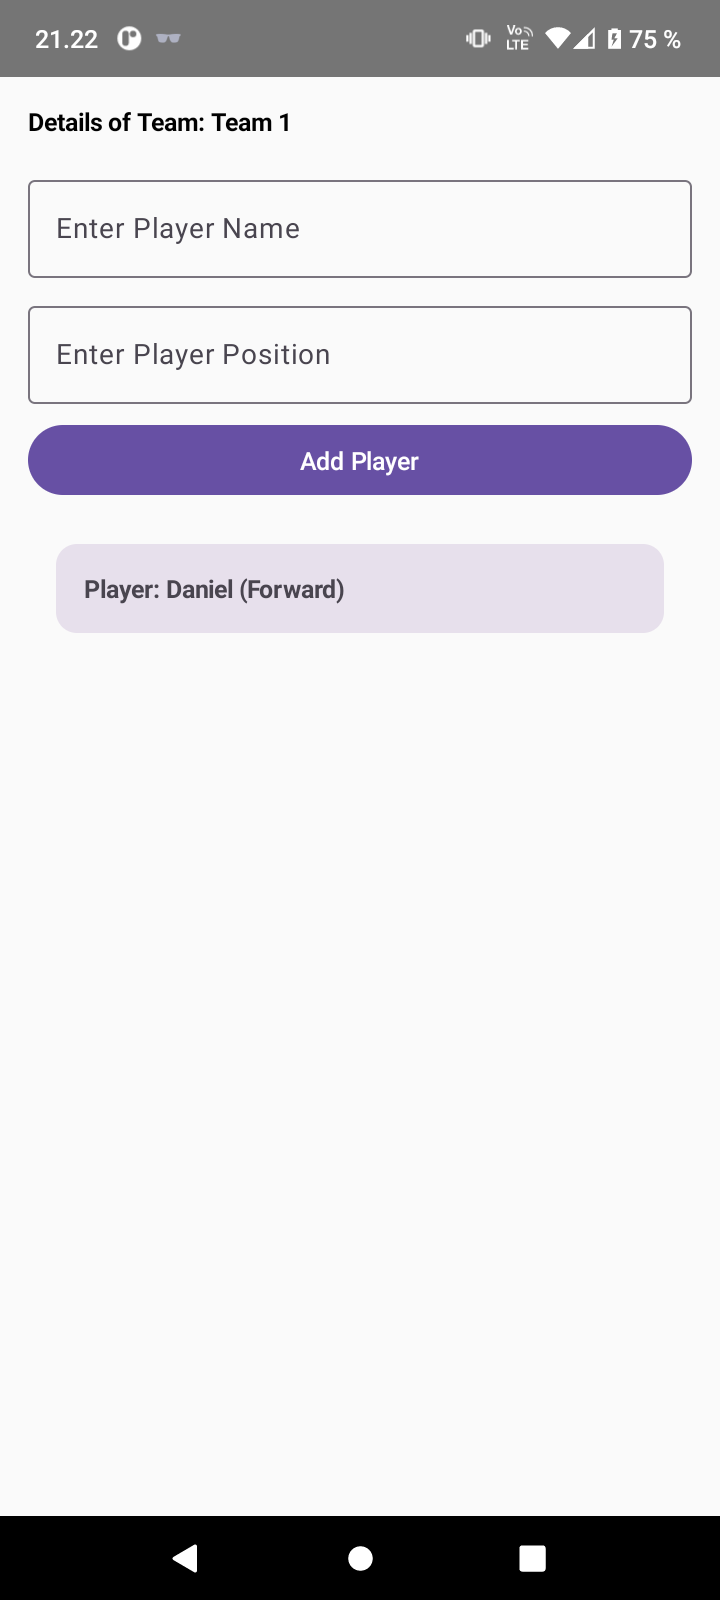 21.22
Vo LTE
75 %
Details of Team: Team 1
Enter Player Name
Enter Player Position
Add Player
Player: Daniel (Forward)